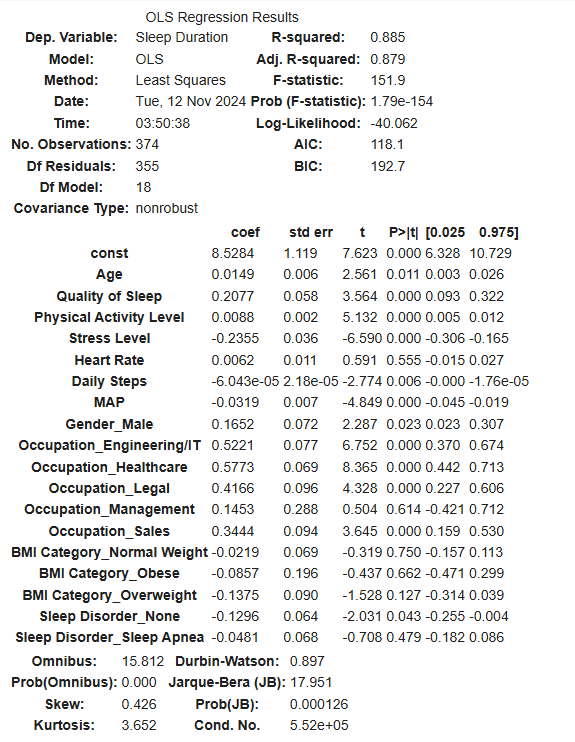 OLS Regression Results
Dep. Variable: Sleep Duration R-squared: 0.885
Model: OLS Adj. R-squared: 0.879
Method: Least Squares F-statistic: 151.9
Date: Tue, 12 Nov 2024 Prob (F-statistic): 1.79e-154
Time: 03:50:38 Log-Likelihood: -40.062
No. Observations: 374 AIC: 118.1
Df Residuals: 355 BIC: 192.7
Df Model: 18
Covariance Type: nonrobust
coef std err t P>|t| [0.025 0.975]
const 8.5284 1.119 7.623 0.000 6.328 10.729
Age 0.0149 0.006 2.561 0.011 0.003 0.026
Quality of Sleep 0.2077 0.058 3.564 0.000 0.093 0.322
Physical Activity Level 0.0088 0.002 5.132 0.000 0.005 0.012
Stress Level -0.2355 0.036 -6.590 0.000 -0.306 -0.165
Heart Rate 0.0062 0.011 0.591 0.555 -0.015 0.027
Daily Steps -6.043e-05 2.18e-05 -2.774 0.006 -0.000 -1.76e-05
MAP -0.0319 0.007 -4.849 0.000 -0.045 -0.019
Gender_Male 0.1652 0.072 2.287 0.023 0.023 0.307
Occupation_Engineering/IT 0.5221 0.077 6.752 0.000 0.370 0.674
Occupation_Healthcare 0.5773 0.069 8.365 0.000 0.442 0.713
Occupation_Legal 0.4166 0.096 4.328 0.000 0.227 0.606
Occupation_Management 0.1453 0.288 0.504 0.614 -0.421 0.712
Occupation_Sales 0.3444 0.094 3.645 0.000 0.159 0.530
BMI Category_Normal Weight -0.0219 0.069 -0.319 0.750 -0.157 0.113
BMI Category_Obese -0.0857 0.196 -0.437 0.662 -0.471 0.299
BMI Category_Overweight -0.1375 0.090 -1.528 0.127 -0.314 0.039
Sleep Disorder_None -0.1296 0.064 -2.031 0.043 -0.255 -0.004
Sleep Disorder_Sleep Apnea -0.0481 0.068 -0.708 0.479 -0.182 0.086
Omnibus: 15.812 Durbin-Watson: 0.897
Prob(Omnibus): 0.000 Jarque-Bera (JB): 17.951
Skew: 0.426 Prob(JB): 0.000126
Kurtosis: 3.652 Cond. No. 5.52e+05